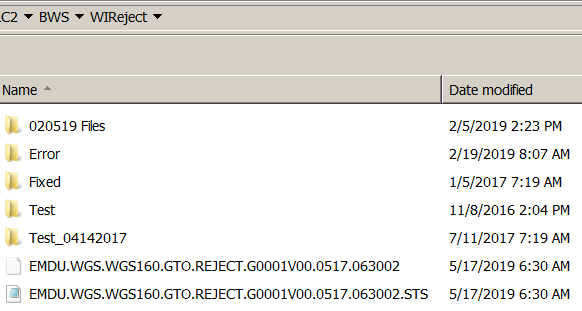 .C2 BWS WIReject
Name Date modified
020519 Files 2/5/2019 2:23 PM
Error 2/19/2019 8:07 AM
Fixed 1/5/2017 7:19 AM
Test 11/8/2016 2:04 PM
Test_04142017 7/11/2017 7:19 AM
EMDU.WGS.WGS160.GTO.REJECT.G0001V00.0517.063002 5/17/2019 6:30 AM
EMDU.WGS.WGS160.GTO.REJECT.G0001V00.0517.063002.STS 5/17/2019 6:30 AM